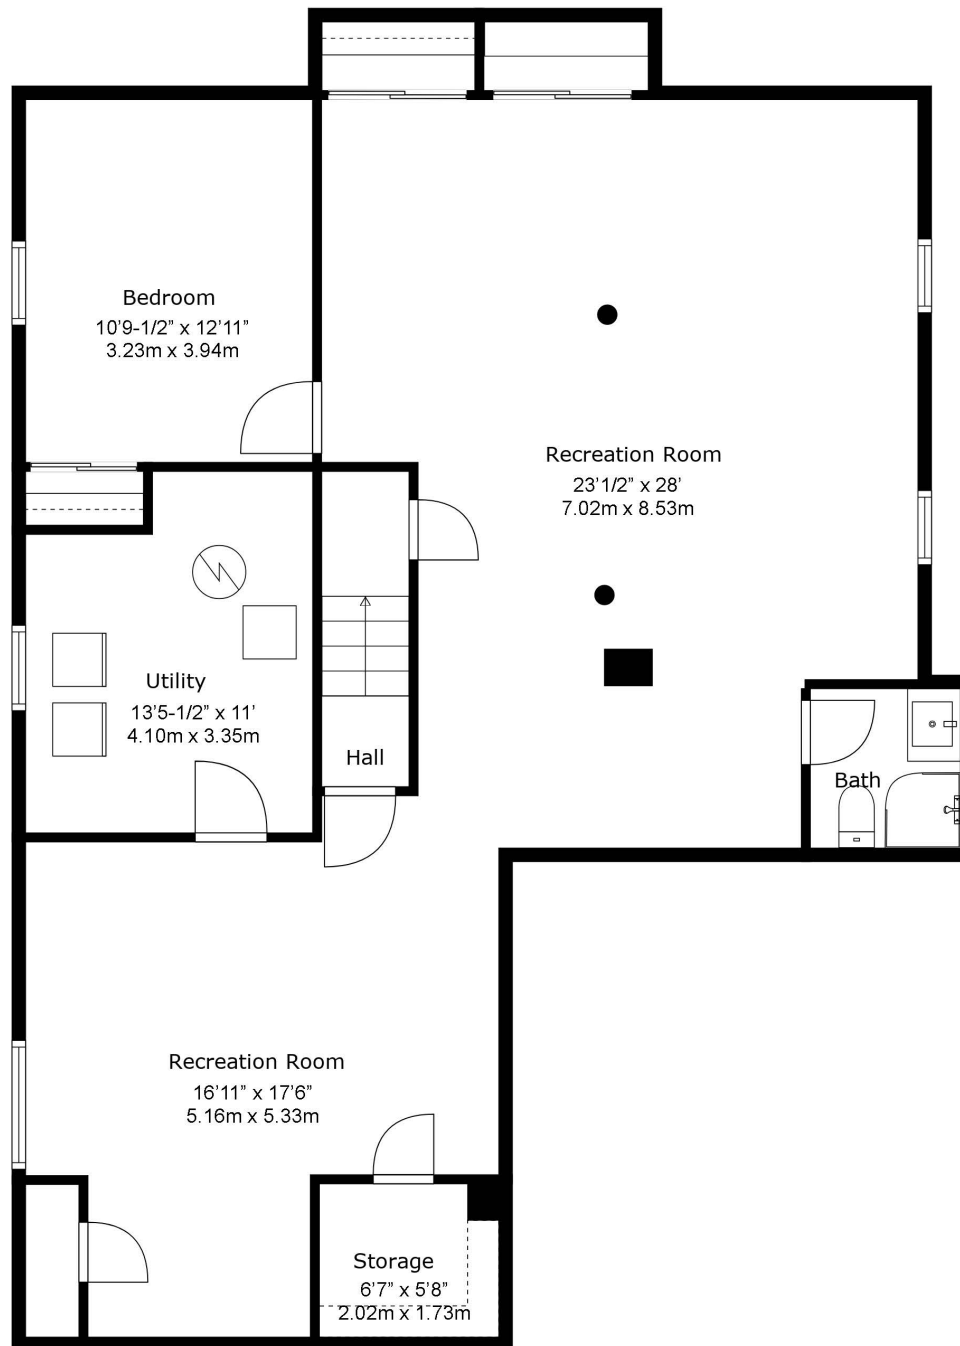 Bedroom
10'9-1/2” x 12'11”
3.23m x 3.94m
Recreation Room
23'1/2” x 28'
7.02m x 8.53m
Utility
13'5-1/2” x 11'
4.10m x 3.35m
Hall
Bath
Recreation Room
16'11” x 17'6”
5.16m x 5.33m
Storage
6'7” x 5'8”
2.02m x 1.73m